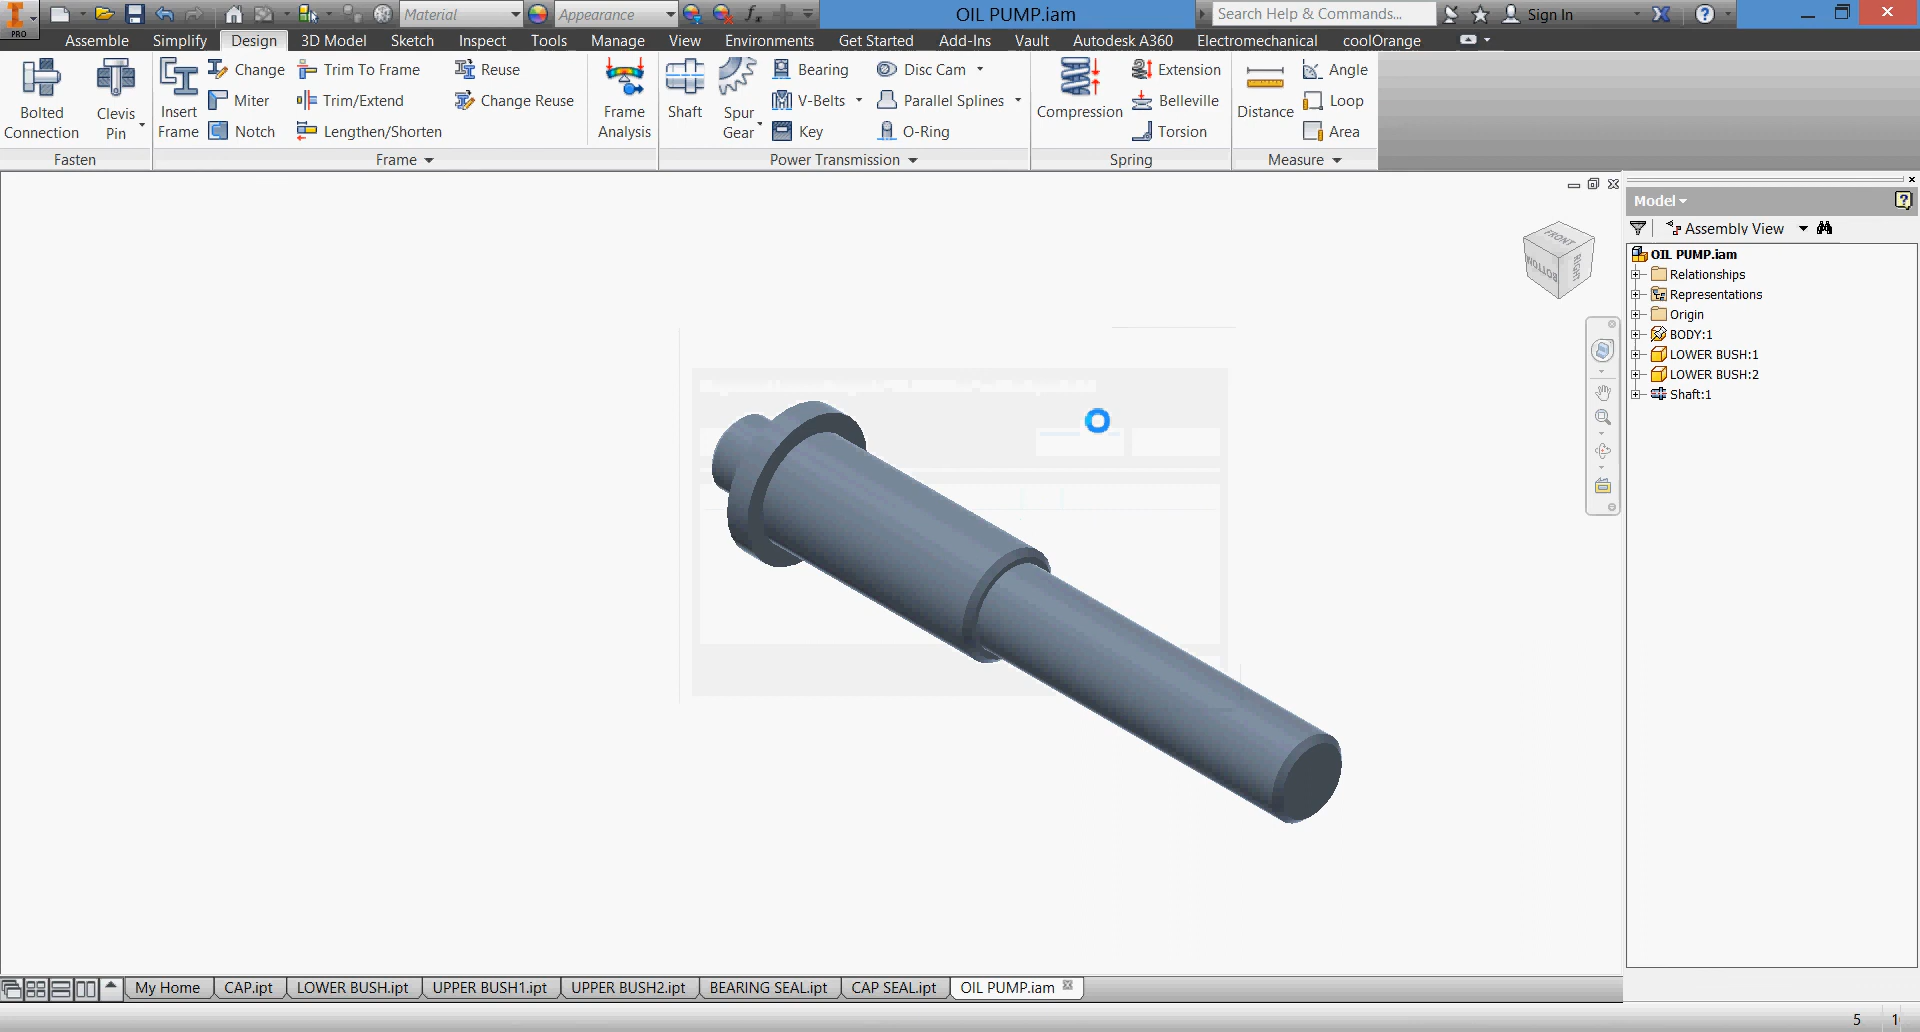 PRO
Material
Appearance
OIL PUMP.iam
Search Help & Commands...
Sign In
Assemble Simplify Design 3D Model Sketch Inspect Tools Manage View Environments Get Started Add-Ins Vault Autodesk A360 Electromechanical coolOrange
Bolted Connection
Clevis Pin
Insert Frame
Change
Miter
Notch
Trim To Frame
Trim/Extend
Lengthen/Shorten
Reuse
Change Reuse
Frame Analysis
Shaft
Spur Gear
Bearing
V-Belts
Key
Disc Cam
Parallel Splines
O-Ring
Compression
Extension
Belleville
Torsion
Distance
Angle
Loop
Area
Fasten
Frame
Power Transmission
Spring
Measure
Model
Assembly View
OIL PUMP.iam
Relationships
Representations
Origin
BODY:1
LOWER BUSH:1
LOWER BUSH:2
Shaft:1
FRONT
BOTTOM
RIGHT
My Home CAP.ipt LOWER BUSH.ipt UPPER BUSH1.ipt UPPER BUSH2.ipt BEARING SEAL.ipt CAP SEAL.ipt OIL PUMP.iam
5 1